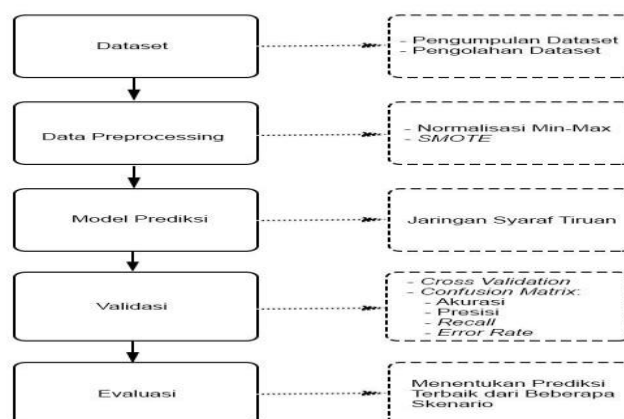 Dataset
- Pengumpulan Dataset
- Pengolahan Dataset
Data Preprocessing
- Normalisasi Min-Max
- SMOTE
Model Prediksi
Jaringan Syaraf Tiruan
Validasi
- Cross Validation
- Confusion Matrix:
- Akurasi
- Presisi
- Recall
- Error Rate
Evaluasi
Menentukan Prediksi
Terbaik dari Beberapa
Skenario